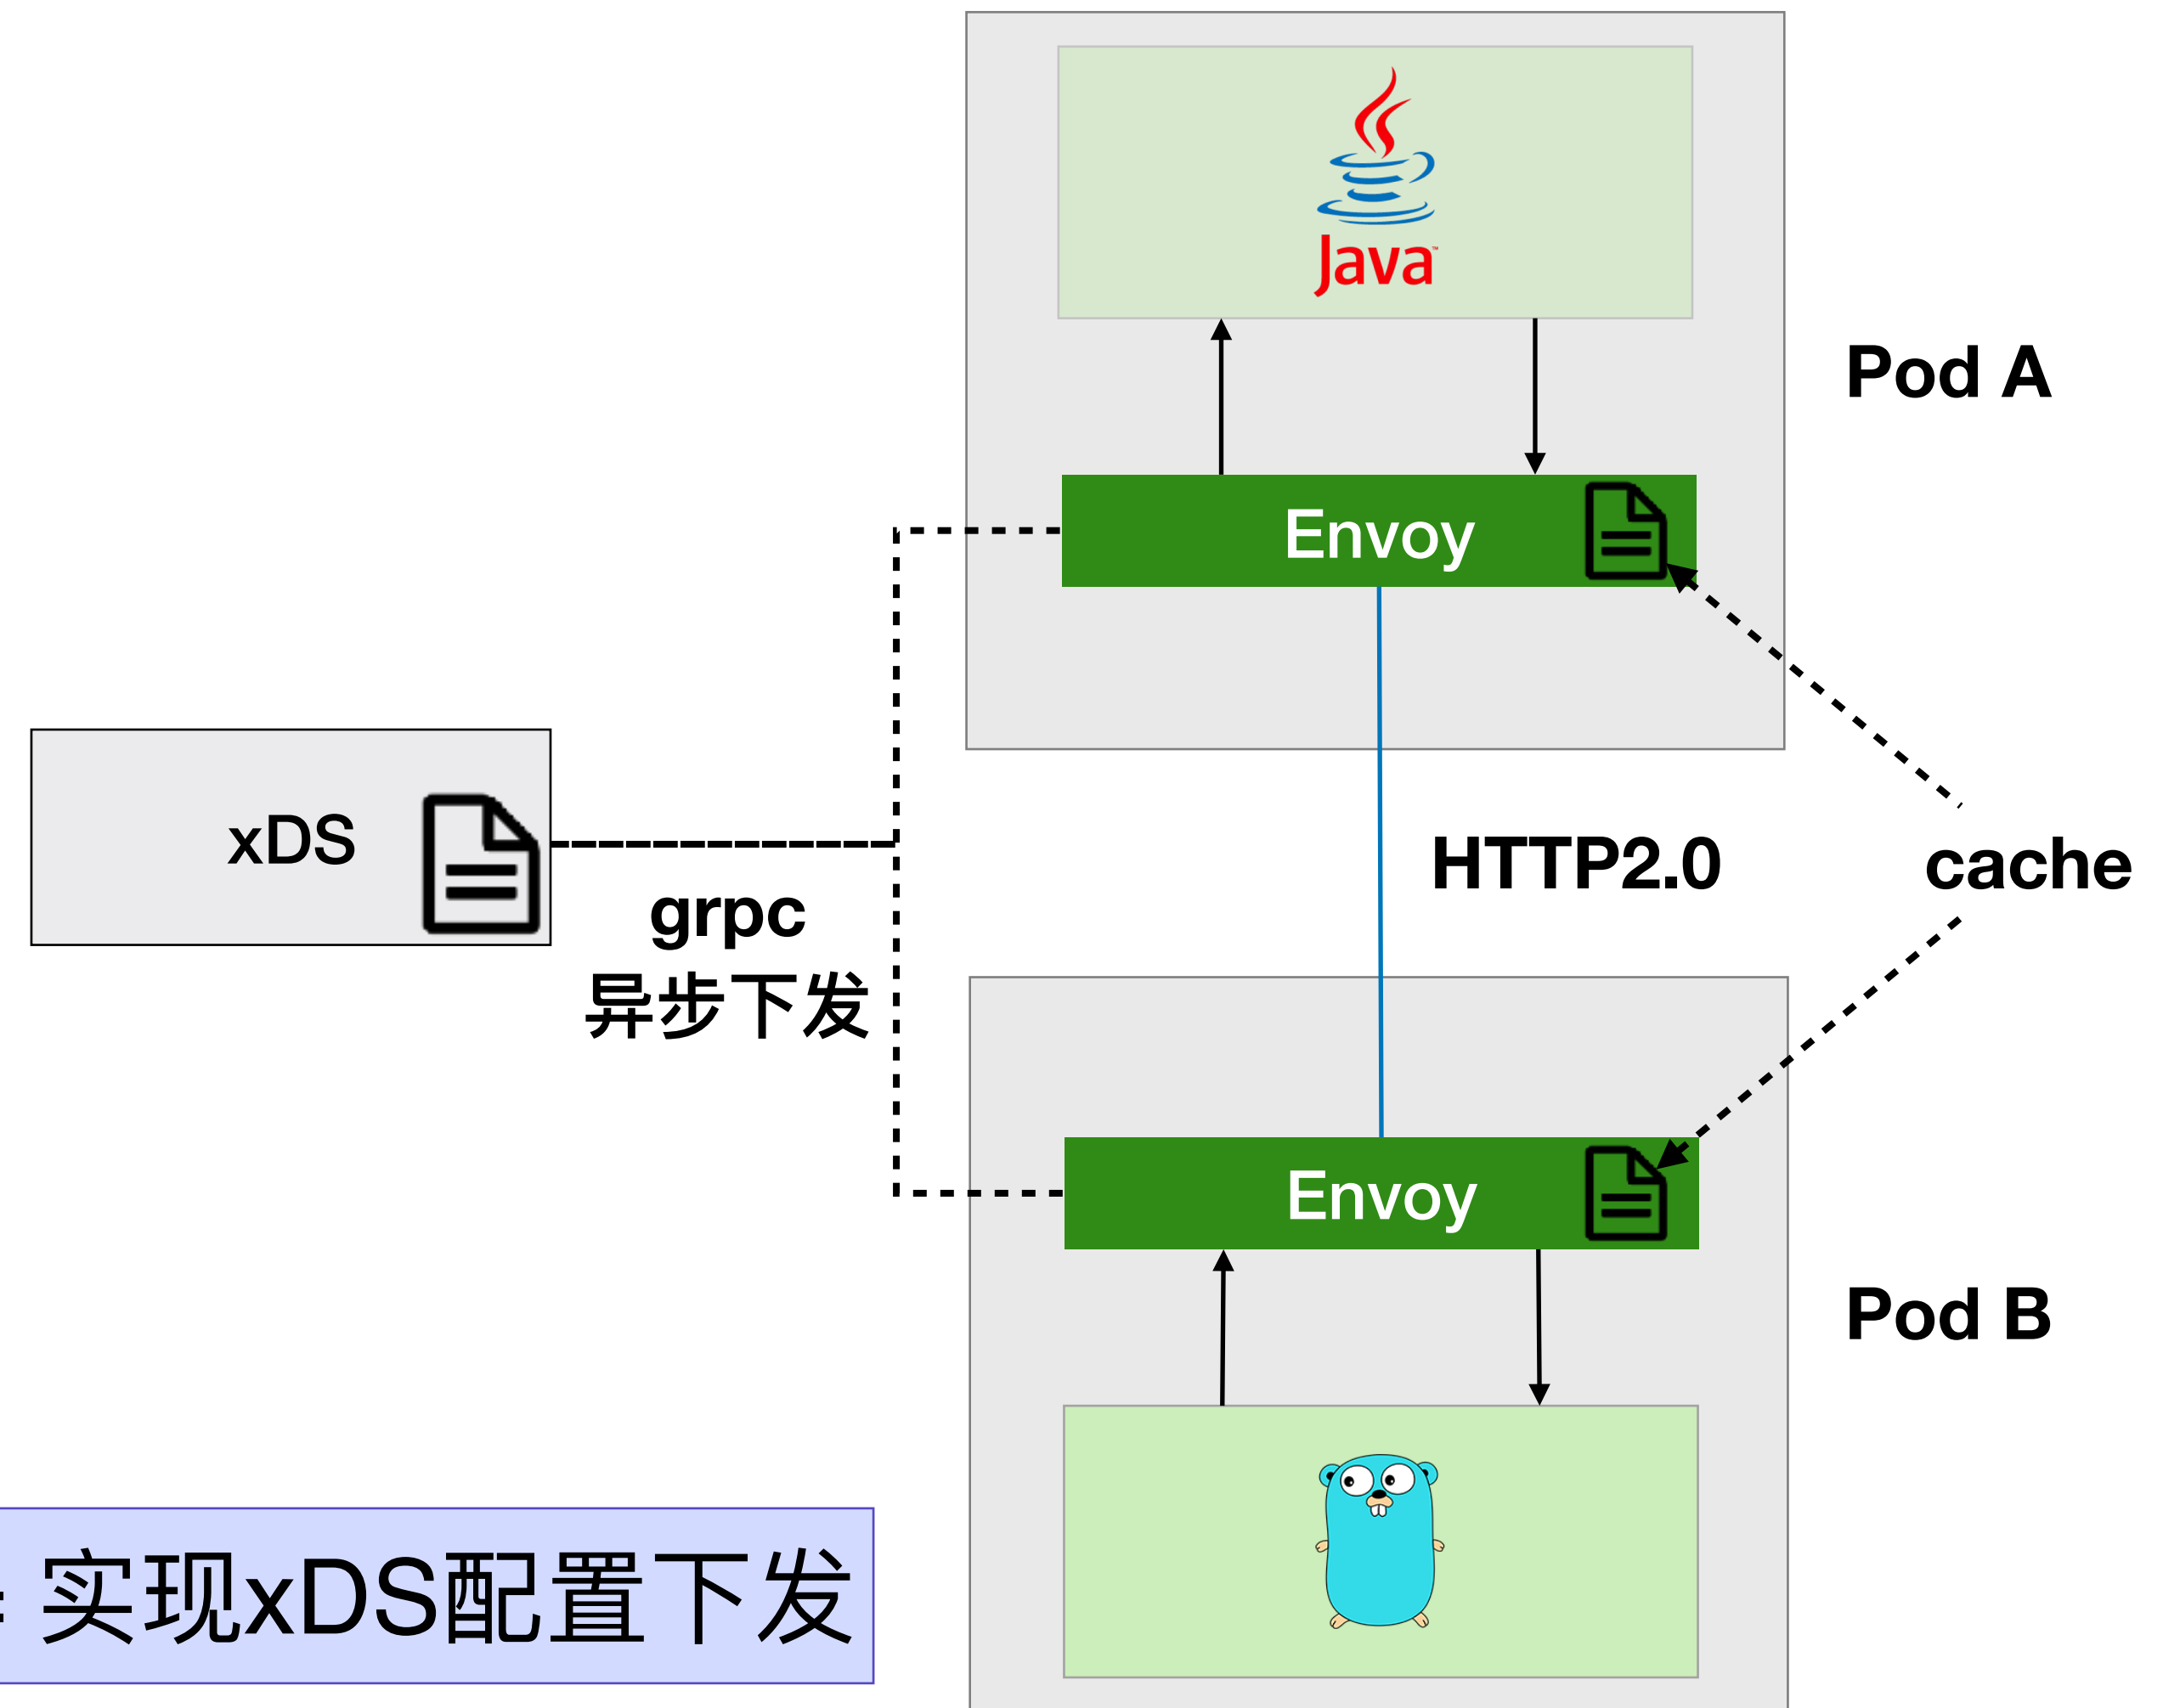 Java™
Pod A
Envoy
xDS
grpc
异步下发
HTTP2.0
cache
Envoy
Pod B
: 实现xDS配置下发